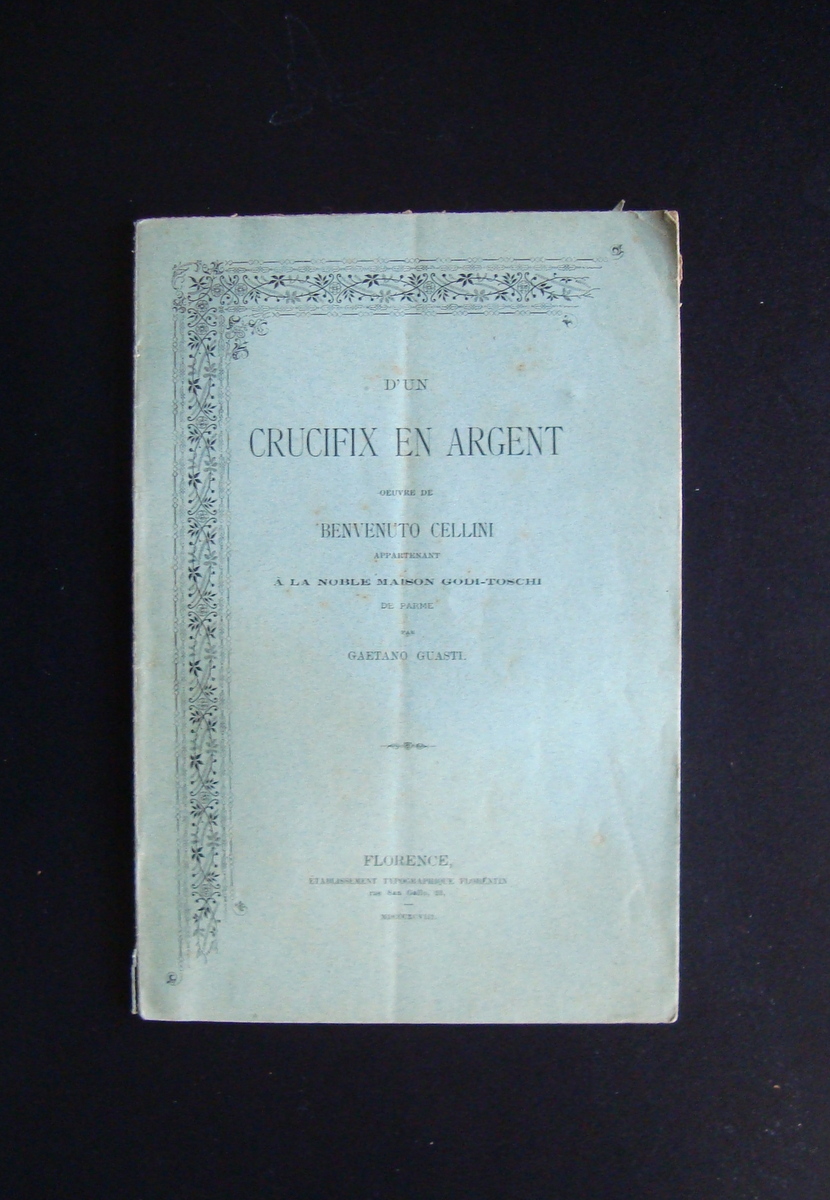 D'UN
CRUCIFIX EN ARGENT
OEUVRE DE
BENVENUTO CELLINI
APPARTENANT
À LA NOBLE MAISON GODI-TOSCHI
DE PARME
PAR
GAETANO GUASTI.
FLORENCE,
ÉTABLISSEMENT TYPOGRAPHIQUE FLORENTIN
rue San Gallo, 33,
—